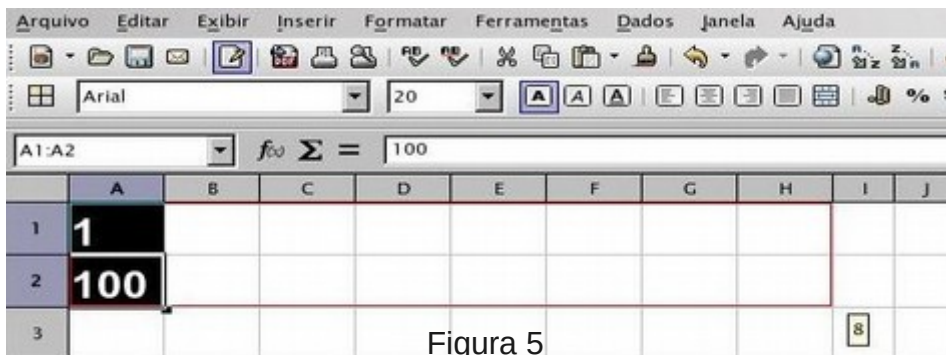 Arquivo Editar Exibir Inserir Formatar Ferramentas Dados Janela Ajuda
Arial 20 A A A %
A1:A2 f(x) Σ = 100
A B C D E F G H I J
1 1
2 100
3 8
Figura 5